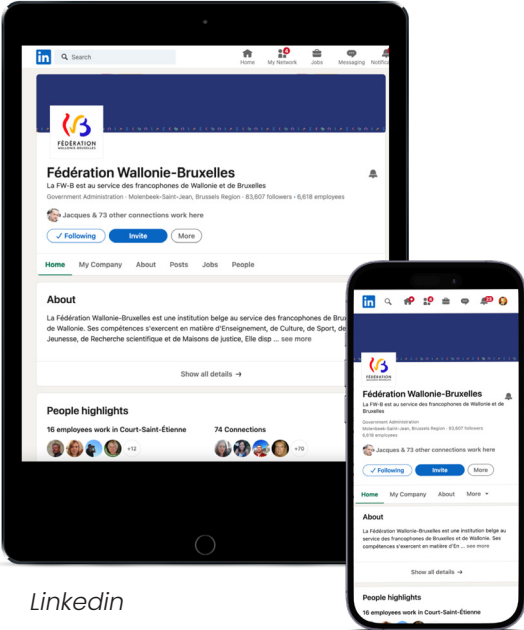 in
Search
Home
My Network
Jobs
Messaging
FÉDÉRATION
WALLONIE-BRUXELLES
Fédération Wallonie-Bruxelles
La FW-B est au service des francophones de Wallonie et de Bruxelles
Government Administration · Molenbeek-Saint-Jean, Brussels Region · 83,607 followers · 6,618 employees
Jacques & 73 other connections work here
✓ Following
Invite
More
Home My Company About Posts Jobs People
About
La Fédération Wallonie-Bruxelles est une institution belge au service des francophones de
de Wallonie. Ses compétences s'exercent en matière d'Enseignement, de Culture, de Sport, de
Jeunesse, de Recherche scientifique et de Maisons de justice, Elle disp ... see more
Show all details →
People highlights
16 employees work in Court-Saint-Étienne
74 Connections
+12
+70
in
23
FÉDÉRATION
WALLONIE-BRUXELLES
Fédération Wallonie-Bruxelles
La FW-B est au service des francophones de Wallonie et de
Bruxelles
Government Administration
Molenbeek-Saint-Jean, Brussels Region · 83,607 followers
6,618 employees
Jacques & 73 other connections work here
✓ Following
Invite
More
Home My Company About More
About
La Fédération Wallonie-Bruxelles est une institution belge au
service des francophones de Bruxelles et de Wallonie. Ses
compétences s'exercent en matière d'En ... see more
Show all details →
People highlights
16 employees work in Court-Saint-Étienne
Linkedin